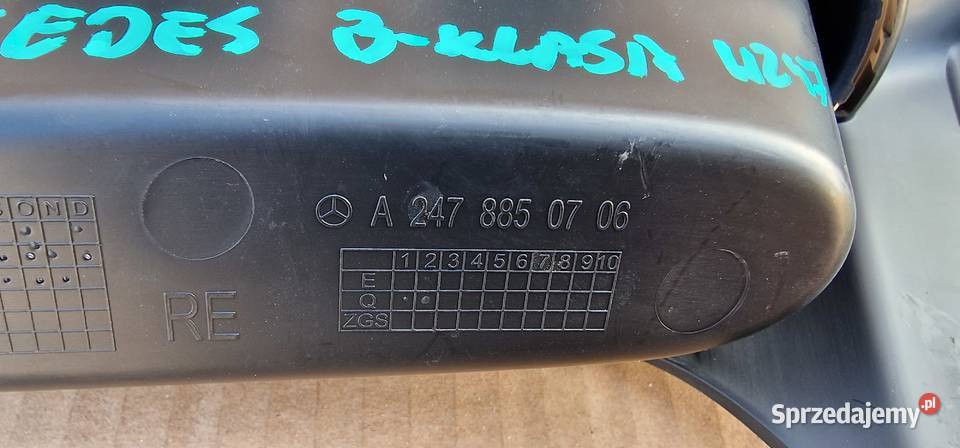 EDES B-KLASA W247
A 247 885 07 06
O N D
1 2 3 4 5 6 7 8 9 10
E
Q
ZGS
RE
Sprzedajemy.pl